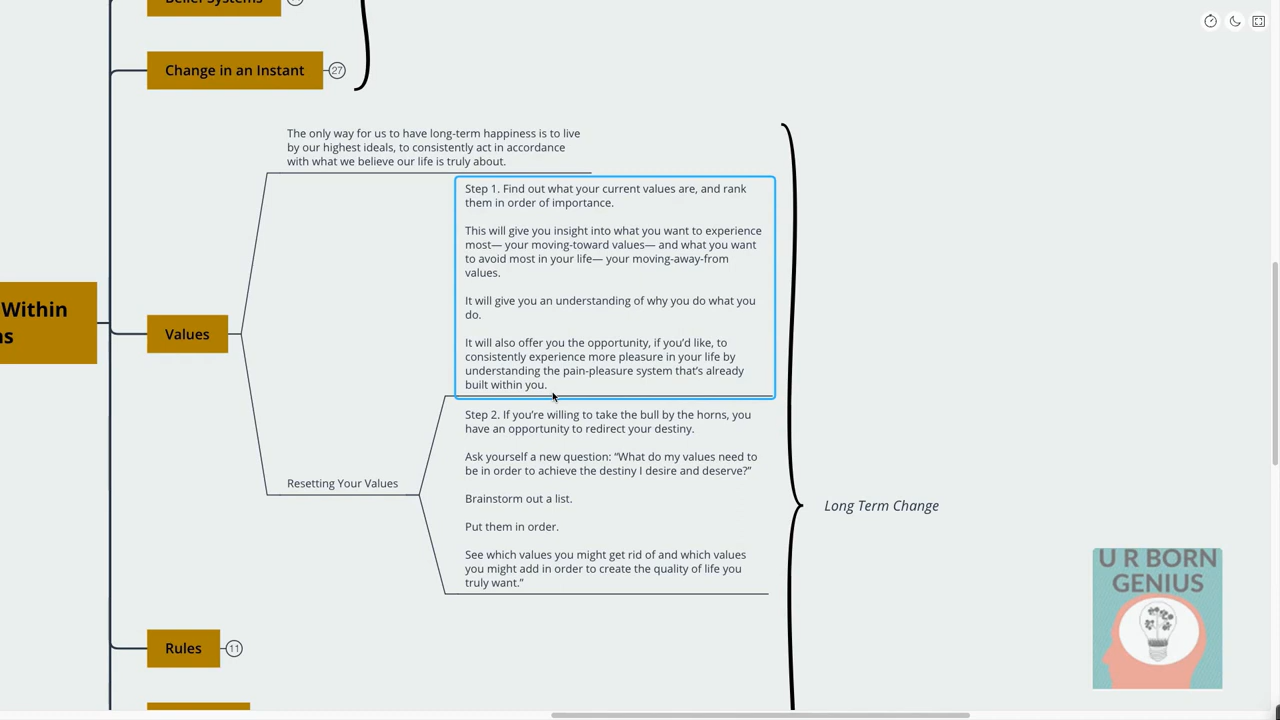 Belief Systems
Change in an Instant
27
The only way for us to have long-term happiness is to live
by our highest ideals, to consistently act in accordance
with what we believe our life is truly about.
Step 1. Find out what your current values are, and rank
them in order of importance.
This will give you insight into what you want to experience
most— your moving-toward values— and what you want
to avoid most in your life— your moving-away-from
values.
It will give you an understanding of why you do what you
do.
It will also offer you the opportunity, if you’d like, to
consistently experience more pleasure in your life by
understanding the pain-pleasure system that’s already
built within you.
Within
Values
Step 2. If you’re willing to take the bull by the horns, you
have an opportunity to redirect your destiny.
Ask yourself a new question: “What do my values need to
be in order to achieve the destiny I desire and deserve?”
Brainstorm out a list.
Put them in order.
See which values you might get rid of and which values
you might add in order to create the quality of life you
truly want.”
Resetting Your Values
Long Term Change
U R BORN
GENIUS
Rules
11